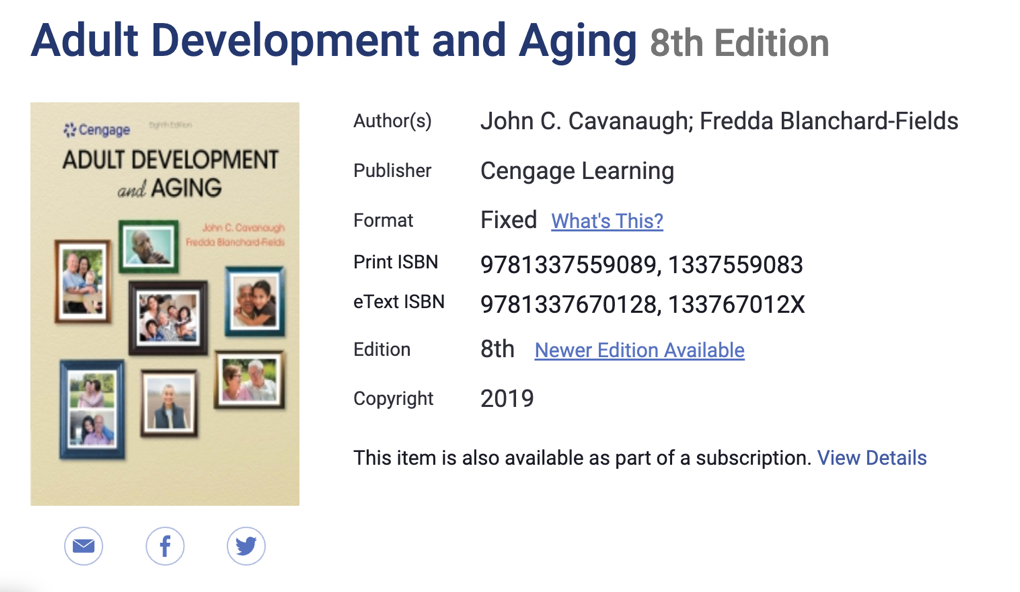 Adult Development and Aging 8th Edition
Cengage
Eighth Edition
ADULT DEVELOPMENT
and AGING
John C. Cavanaugh
Fredda Blanchard-Fields
Author(s) John C. Cavanaugh; Fredda Blanchard-Fields
Publisher Cengage Learning
Format Fixed What's This?
Print ISBN 9781337559089, 1337559083
eText ISBN 9781337670128, 133767012X
Edition 8th Newer Edition Available
Copyright 2019
This item is also available as part of a subscription. View Details